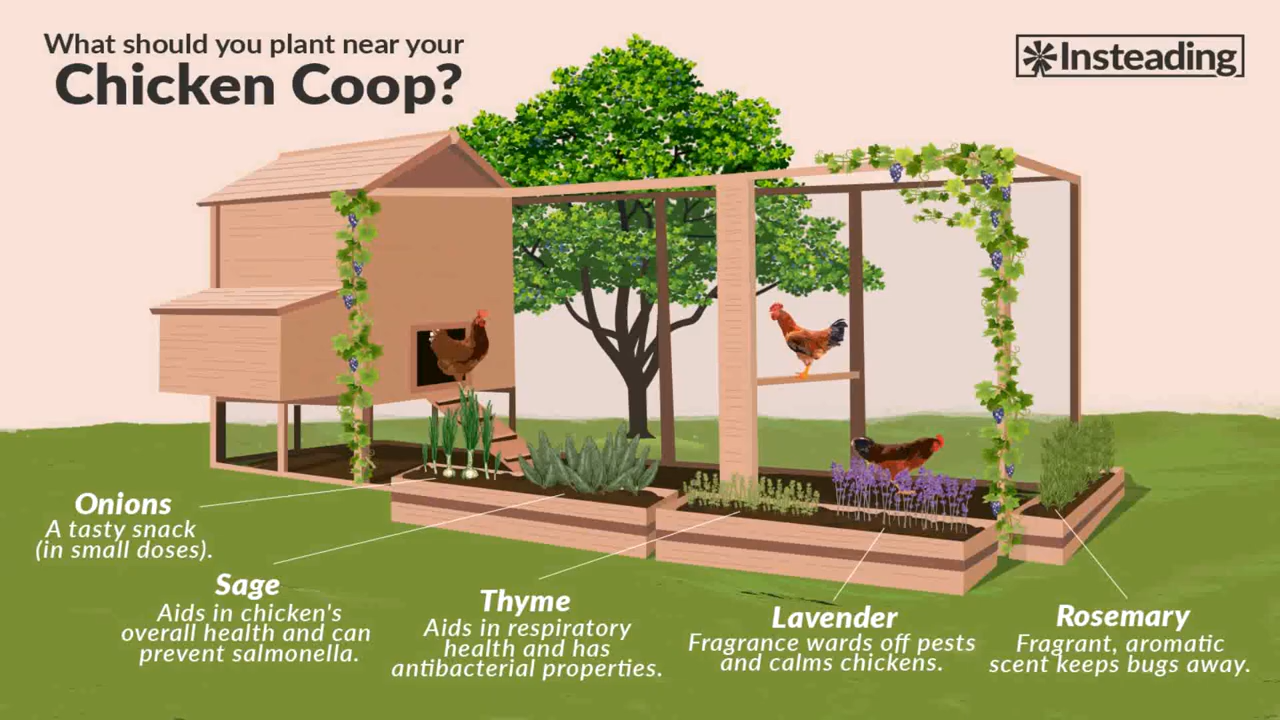 What should you plant near your
Chicken Coop?
Insteading
Onions
A tasty snack
(in small doses).
Sage
Aids in chicken's
overall health and can
prevent salmonella.
Thyme
Aids in respiratory
health and has
antibacterial properties.
Lavender
Fragrance wards off pests
and calms chickens.
Rosemary
Fragrant, aromatic
scent keeps bugs away.